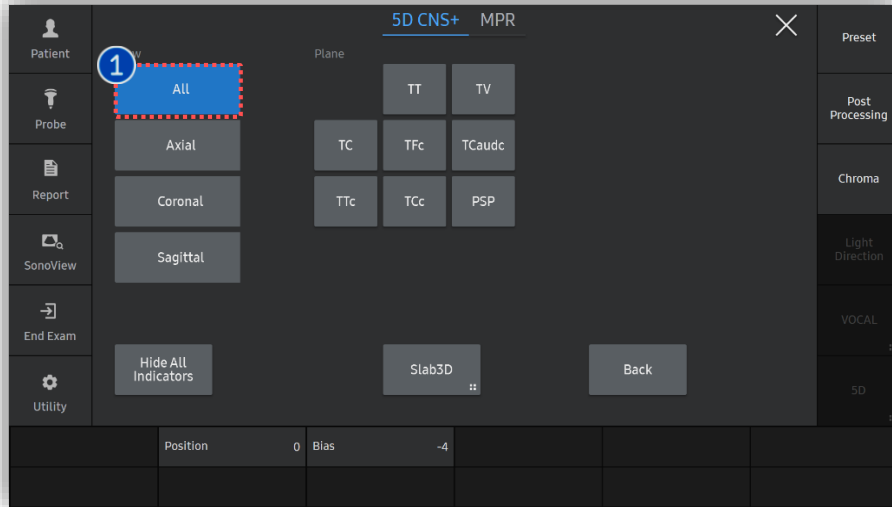 Patient
Probe
Report
SonoView
End Exam
Utility
5D CNS+ MPR
1
Plane
All
Axial
Coronal
Sagittal
TT TV
TC TFc TCaudc
TTc TCc PSP
Hide All
Indicators
Slab3D
Back
Preset
Post
Processing
Chroma
Light
Direction
VOCAL
5D
Position 0 Bias -4